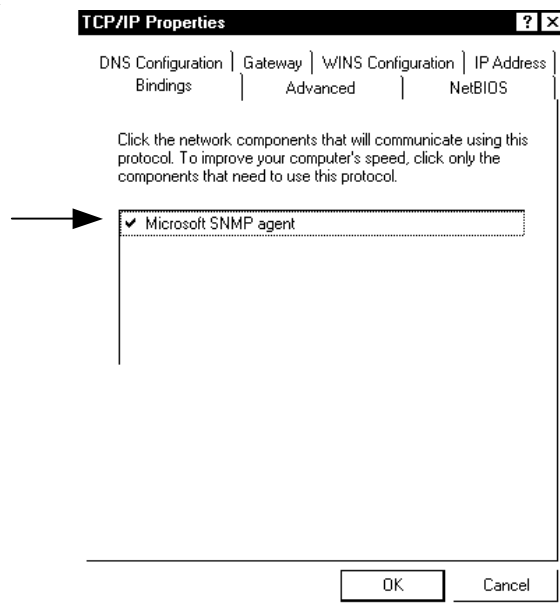 TCP/IP Properties ? ×
DNS Configuration Gateway WINS Configuration IP Address
Bindings Advanced NetBIOS
Click the network components that will communicate using this
protocol. To improve your computer's speed, click only the
components that need to use this protocol.
Microsoft SNMP agent
OK Cancel